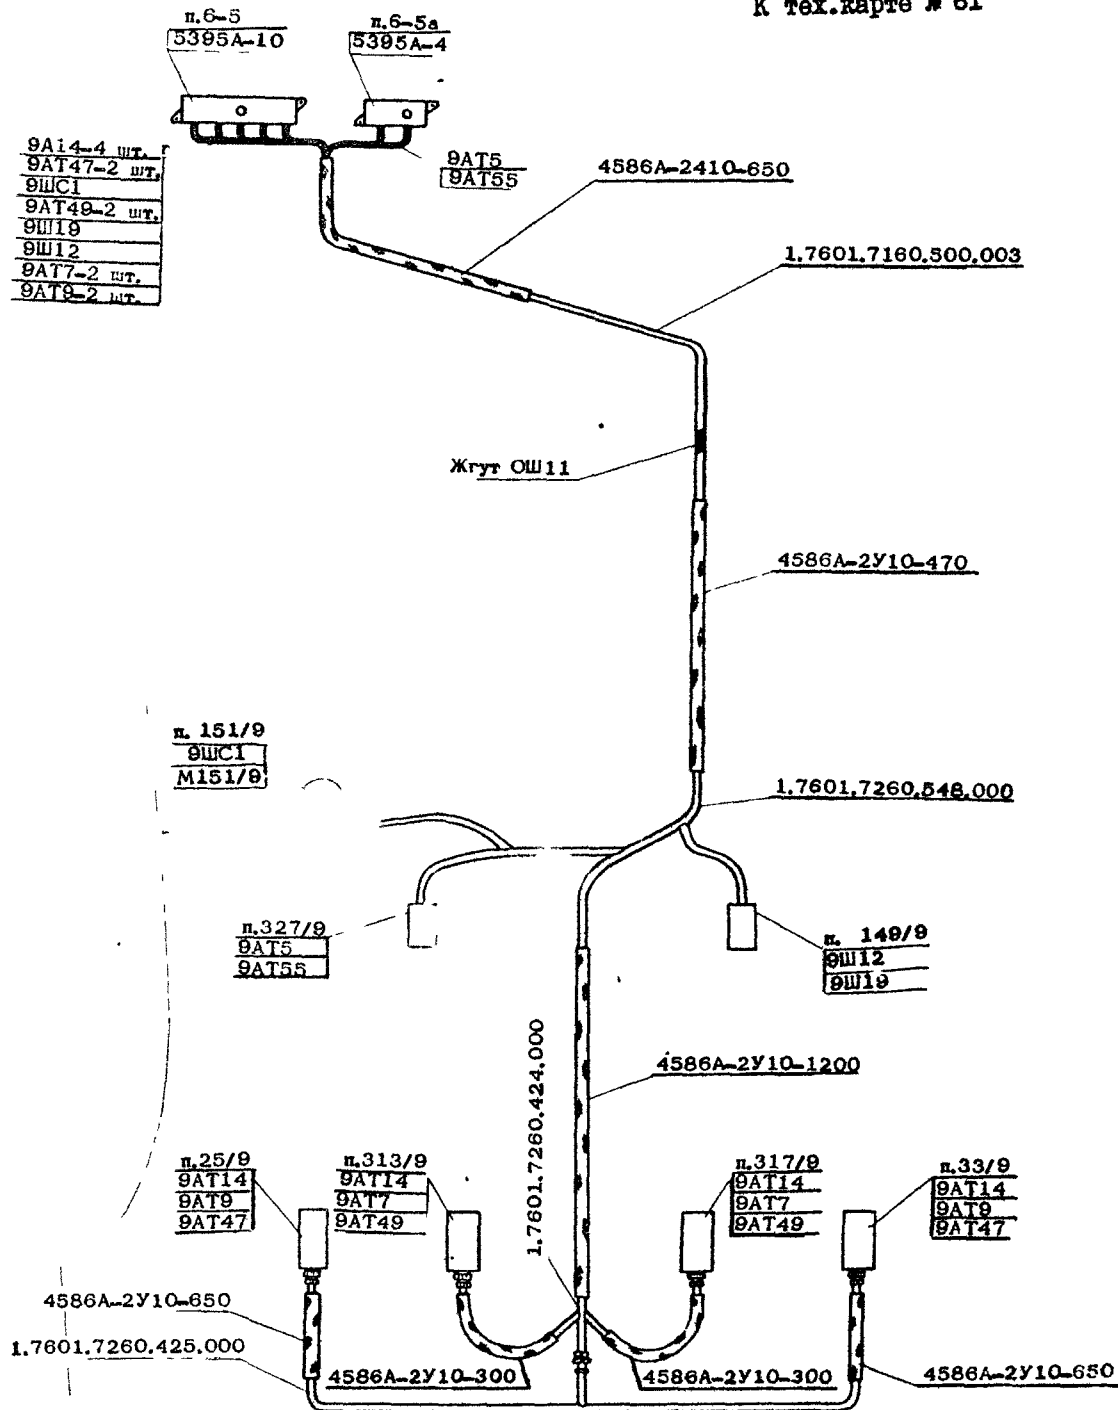 К тех.карте № 61
п.6-5
5395А-10
п.6-5а
5395А-4
9А14-4 шт.
9АТ47-2 шт.
9ШС1
9АТ49-2 шт.
9Ш19
9Ш12
9АТ7-2 шт.
9АТ9-2 шт.
9АТ5
9АТ55
4586А-2410-650
1.7601.7160.500.003
Жгут ОШ11
4586А-2У10-470
п. 151/9
9ШС1
М151/9
1.7601.7260.548.000
п.327/9
9АТ5
9АТ55
п. 149/9
9Ш12
9Ш19
1.7601.7260.424.000
4586А-2У10-1200
п.25/9
9АТ14
9АТ9
9АТ47
п.313/9
9АТ14
9АТ7
9АТ49
п.317/9
9АТ14
9АТ7
9АТ49
п.33/9
9АТ14
9АТ9
9АТ47
4586А-2У10-650
1.7601.7260.425.000
4586А-2У10-300
4586А-2У10-300
4586А-2У10-650